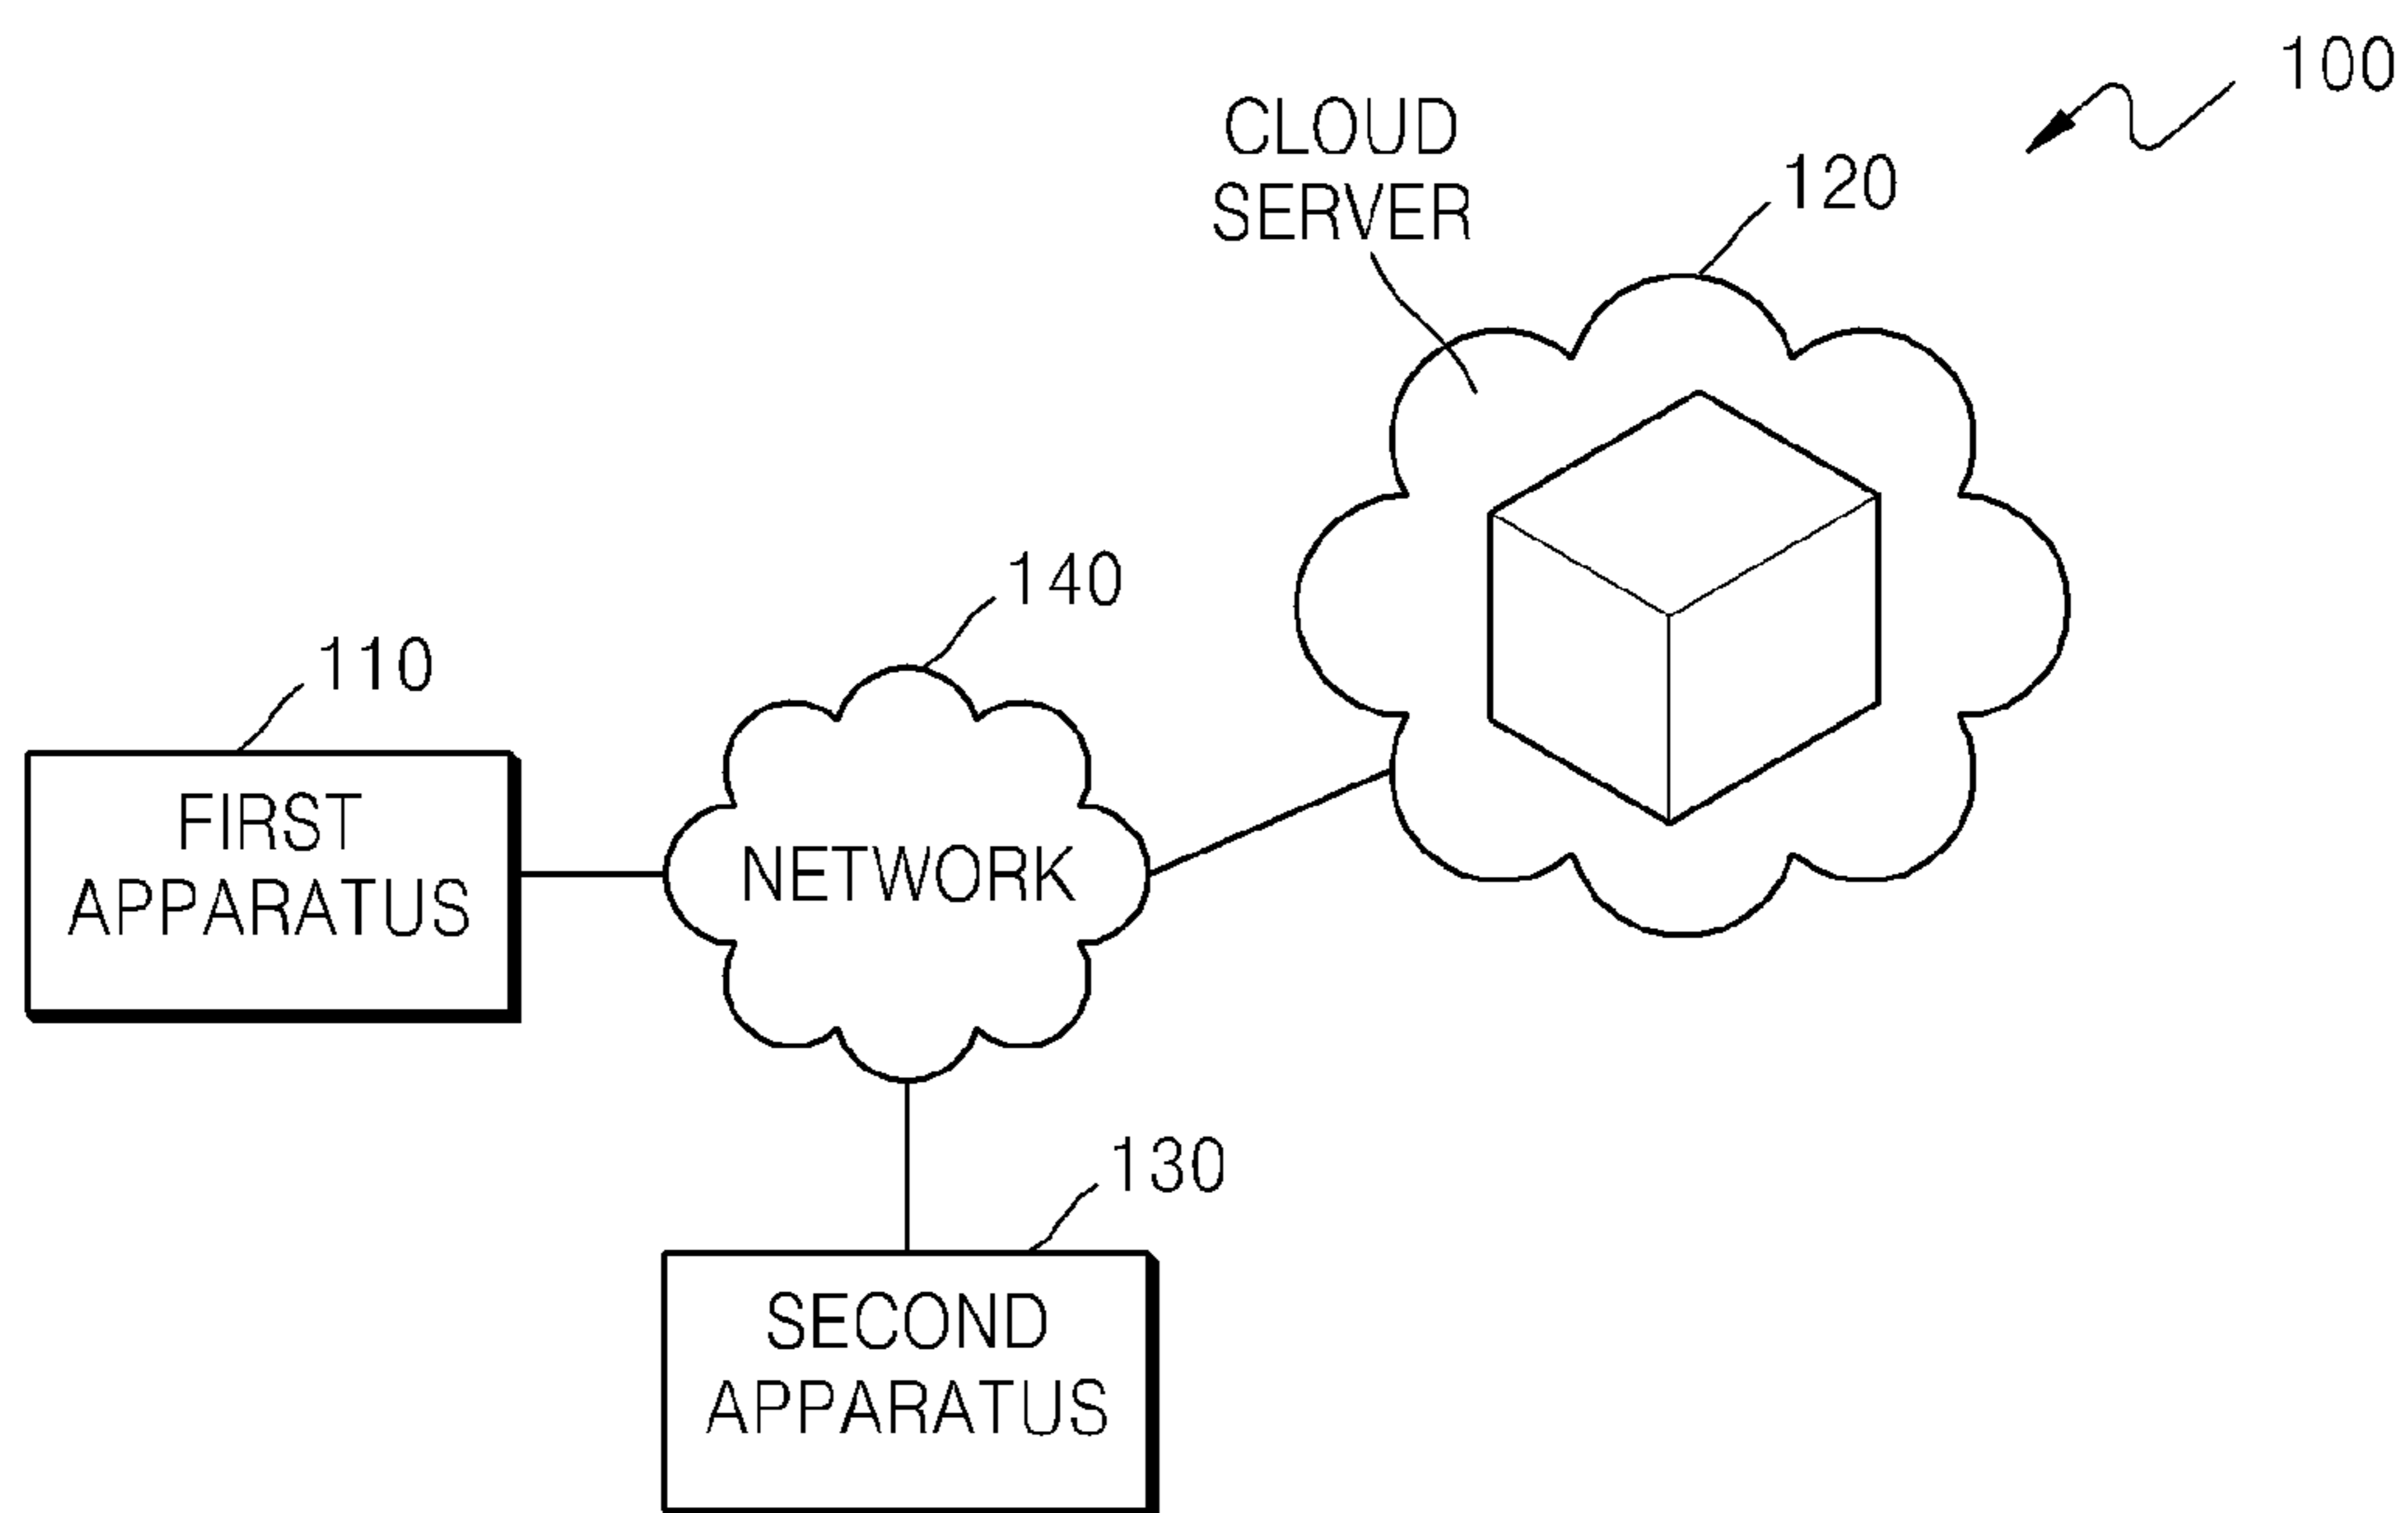 100
CLOUD
SERVER
120
140
110
FIRST
APPARATUS
NETWORK
130
SECOND
APPARATUS